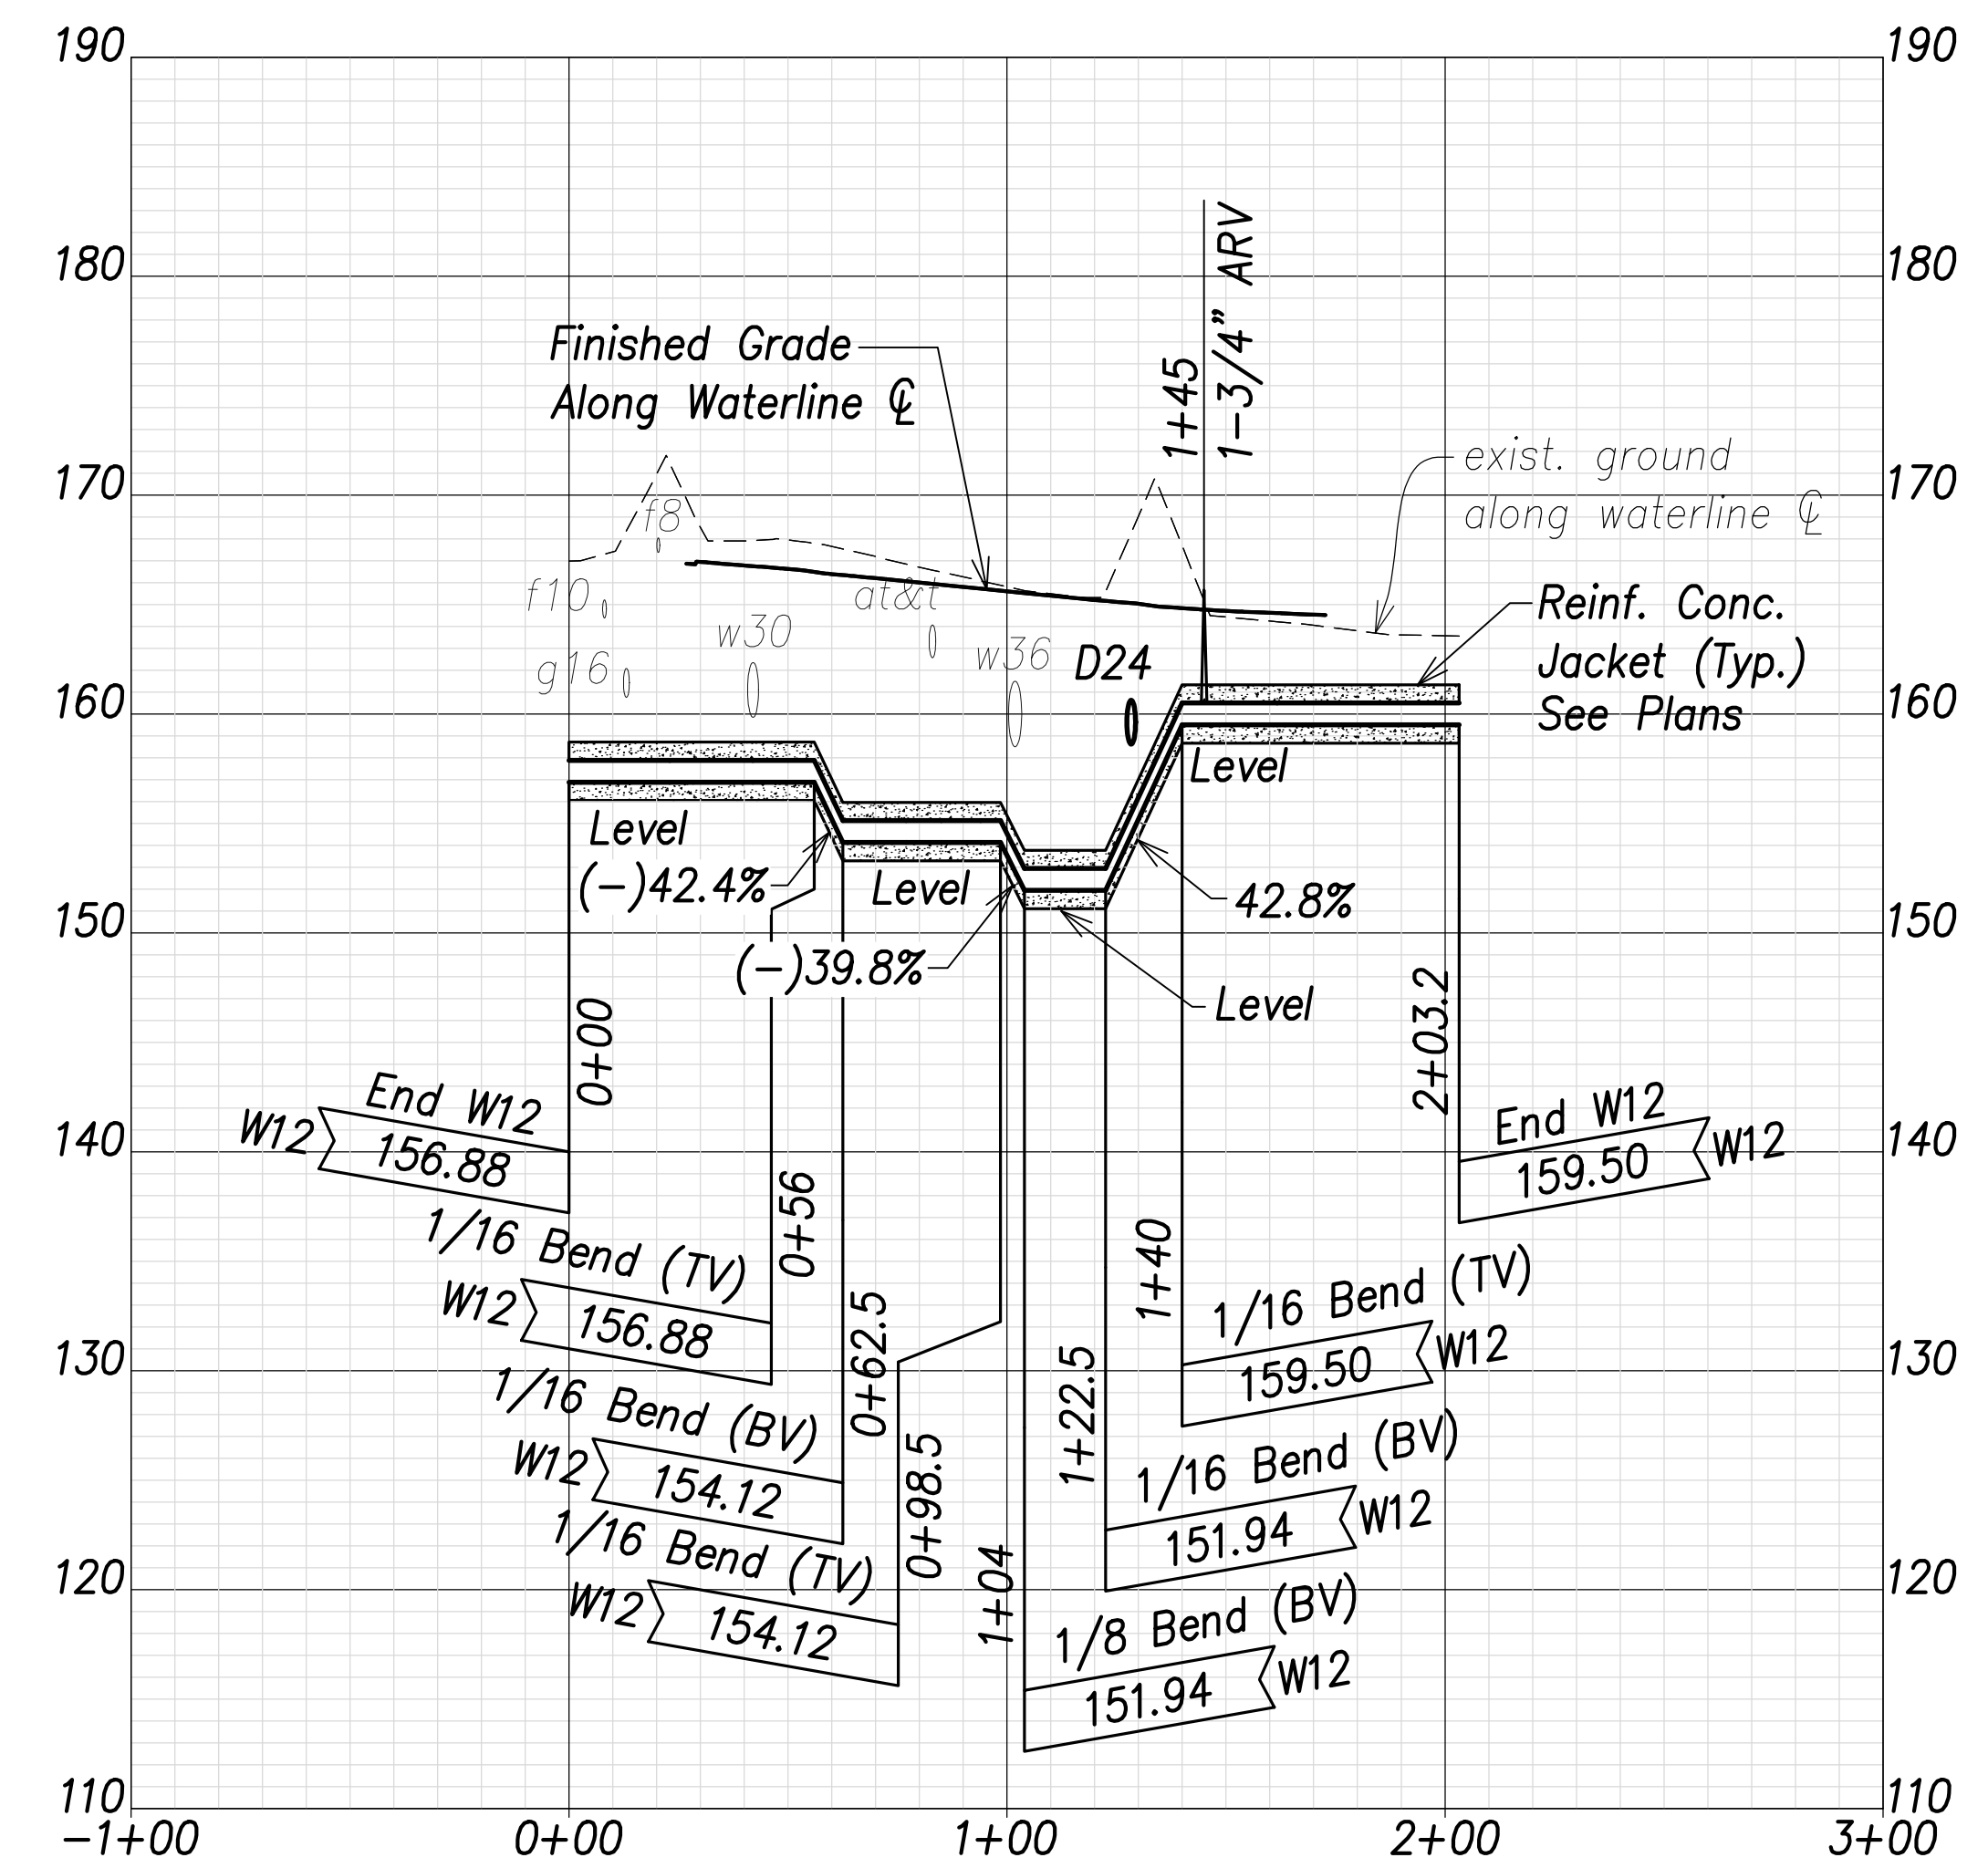 190
190
180
180
170
170
160
160
150
150
140
140
130
130
120
120
110
110
-1+00
0+00
1+00
2+00
3+00
Finished Grade
Along Waterline ℄
1+45
1-3/4" ARV
exist. ground
along waterline ℄
Reinf. Conc.
Jacket (Typ.)
See Plans
f8
f10
g16
w30
at&t
w36
D24
Level
(-)42.4%
Level
(-)39.8%
Level
42.8%
Level
0+00
End W12
W12
156.88
0+56
1/16 Bend (TV)
W12
156.88
0+62.5
1/16 Bend (BV)
W12
154.12
0+98.5
1/16 Bend (TV)
W12
154.12
1+04
1/8 Bend (BV)
151.94
W12
1+22.5
1/16 Bend (BV)
151.94
W12
1+40
1/16 Bend (TV)
159.50
W12
2+03.2
End W12
159.50
W12